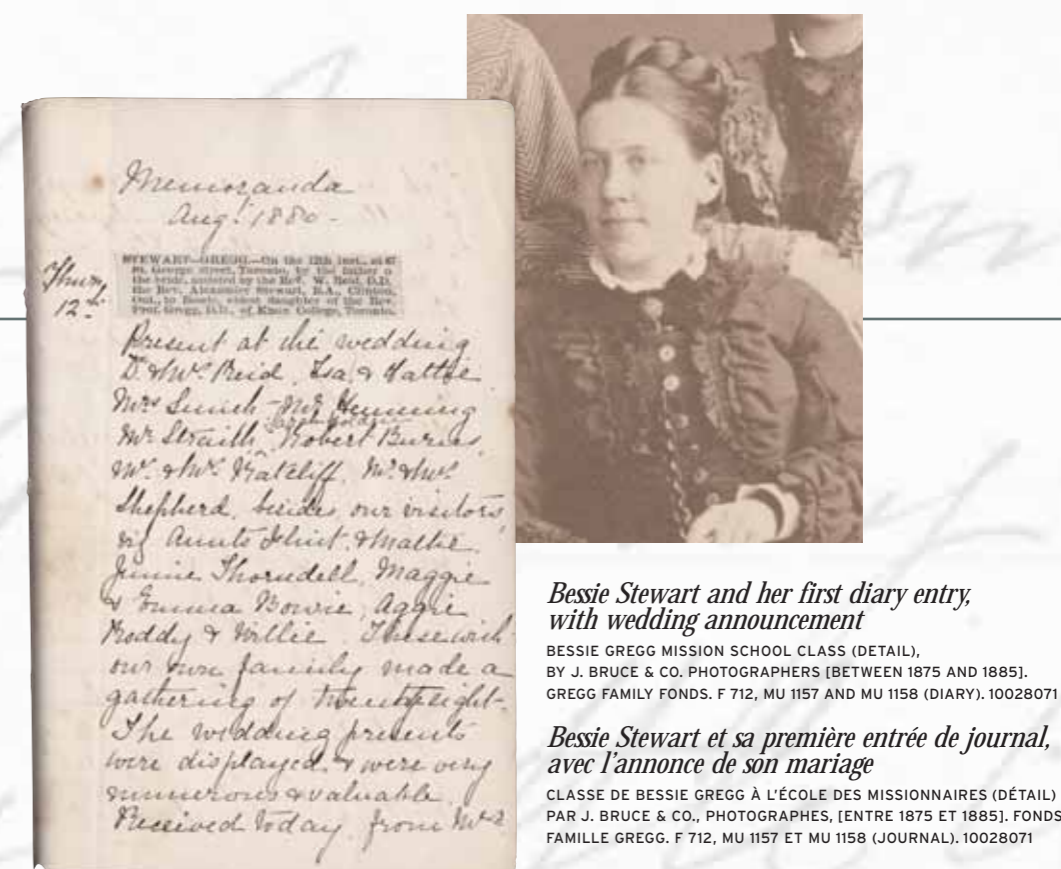 Memoranda
Augt 1880-
Thurs
12th
STEWART—GREGG.—On the 12th inst., at 67
St. George street, Toronto, by the father o
the bride, assisted by the Rev. W. Reid, D.D.
the Rev. Alexander Stewart, B.A., Clinton,
Ont., to Bessie, eldest daughter of the Rev.
Prof. Gregg, D.D., of Knox College, Toronto.
Present at the wedding
Dr. & Mrs Reid, Isa, & Hattie
Mrs Smith - Mr Henning
Mr Straith, Robert Burns,
Mr. & Mrs Ratcliff, Mr. & Mrs
Shepherd, besides our visitors,
viz Aunts & Mattie
Jennie Thorndell, Maggie
& Emma Bowie, Aggie
Roddy & Willie. These with
our own family made a
gathering of twenty eight-
The wedding presents
were displayed & were very
numerous & valuable
Received today from Mrs
Bessie Stewart and her first diary entry,
with wedding announcement
BESSIE GREGG MISSION SCHOOL CLASS (DETAIL),
BY J. BRUCE & CO. PHOTOGRAPHERS [BETWEEN 1875 AND 1885].
GREGG FAMILY FONDS. F 712, MU 1157 AND MU 1158 (DIARY). 10028071
Bessie Stewart et sa première entrée de journal,
avec l'annonce de son mariage
CLASSE DE BESSIE GREGG À L'ÉCOLE DES MISSIONNAIRES (DÉTAIL)
PAR J. BRUCE & CO., PHOTOGRAPHES, [ENTRE 1875 ET 1885]. FONDS
FAMILLE GREGG. F 712, MU 1157 ET MU 1158 (JOURNAL). 10028071